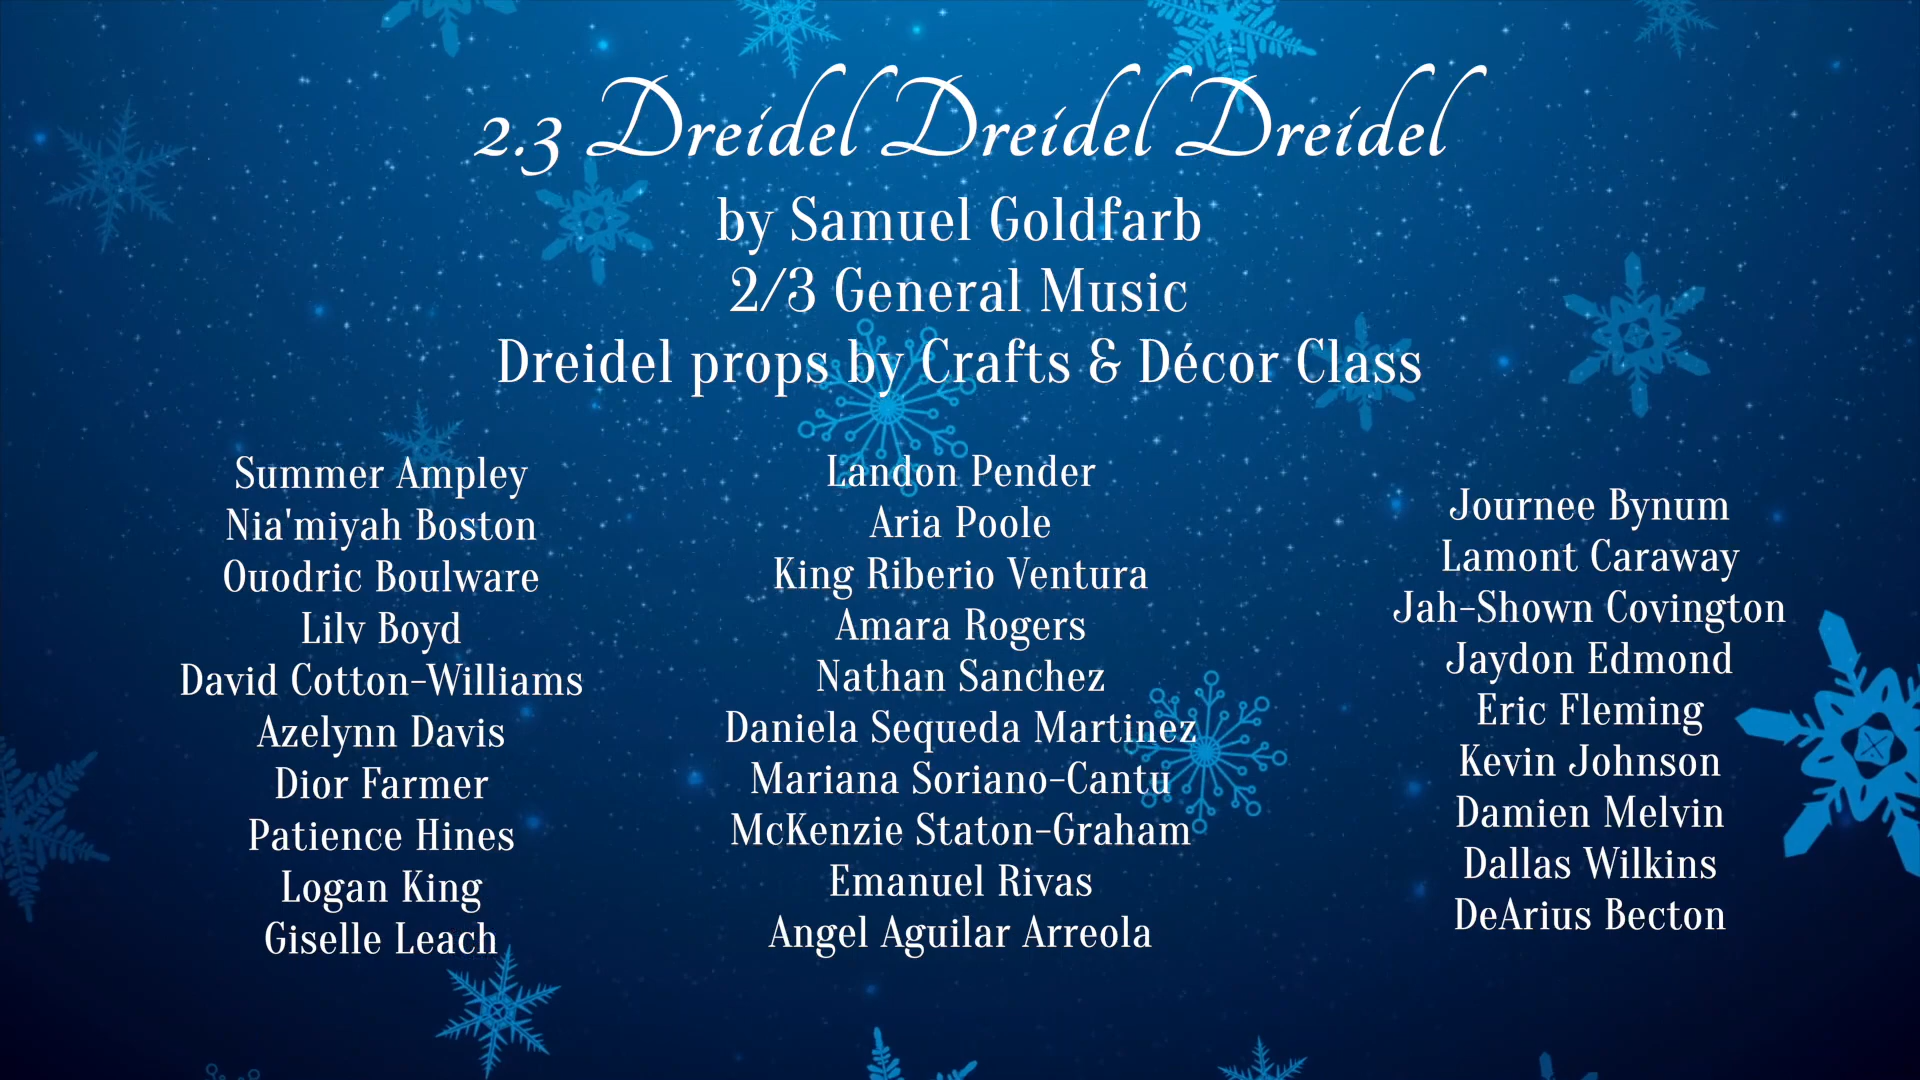 2.3 Dreidel Dreidel Dreidel
by Samuel Goldfarb
2/3 General Music
Dreidel props by Crafts & Décor Class
Summer Ampley
Nia'miyah Boston
Ouodric Boulware
Lilv Boyd
David Cotton-Williams
Azelynn Davis
Dior Farmer
Patience Hines
Logan King
Giselle Leach
Landon Pender
Aria Poole
King Riberio Ventura
Amara Rogers
Nathan Sanchez
Daniela Sequeda Martinez
Mariana Soriano-Cantu
McKenzie Staton-Graham
Emanuel Rivas
Angel Aguilar Arreola
Journee Bynum
Lamont Caraway
Jah-Shown Covington
Jaydon Edmond
Eric Fleming
Kevin Johnson
Damien Melvin
Dallas Wilkins
DeArius Becton